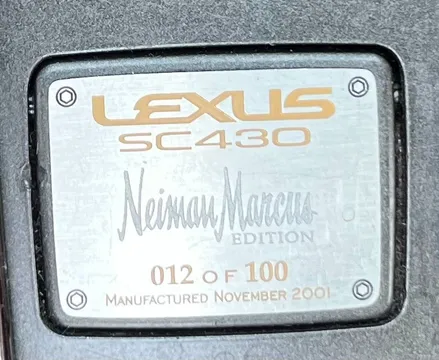 LEXUS
SC430
Neiman Marcus
EDITION
012 OF 100
MANUFACTURED NOVEMBER 2001